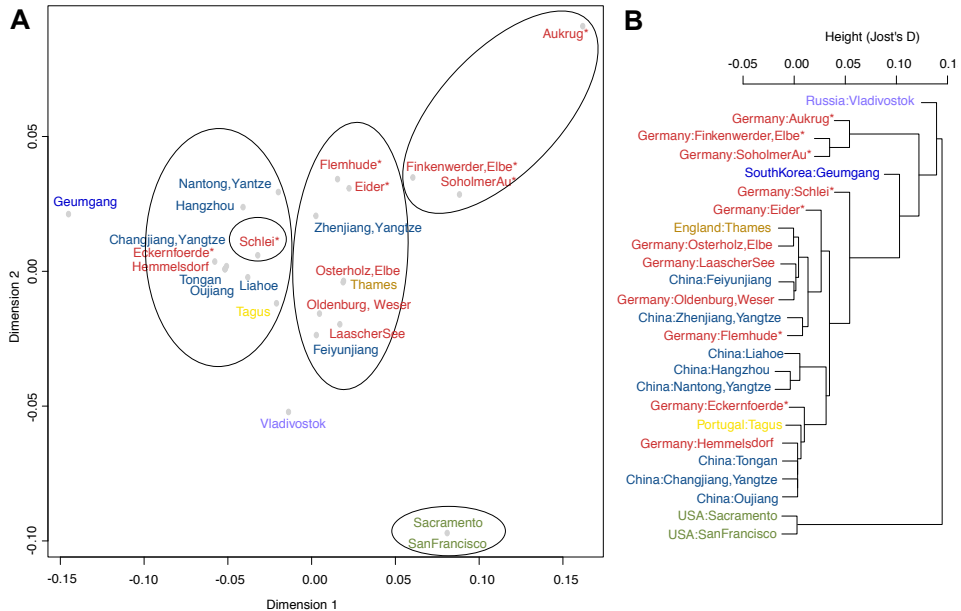 A
Aukrug*
0.05
Flemhude*
Finkenwerder,Elbe*
Eider*
SoholmerAu*
Nantong,Yantze
Geumgang
Hangzhou
Zhenjiang,Yangtze
Changjiang,Yangtze
Schlei*
Eckernfoerde*
Hemmelsdorf
0.00
Osterholz,Elbe
Tongan
Liahoe
Thames
Oujiang
Oldenburg, Weser
Tagus
LaascherSee
Feiyunjiang
-0.05
Vladivostok
Sacramento
-0.10
SanFrancisco
-0.15
-0.10
-0.05
0.00
0.05
0.10
0.15
Dimension 1
Dimension 2
B
Height (Jost's D)
-0.05
0.00
0.05
0.10
0.1
Russia:Vladivostok
Germany:Aukrug*
Germany:Finkenwerder,Elbe*
Germany:SoholmerAu*
SouthKorea:Geumgang
Germany:Schlei*
Germany:Eider*
England:Thames
Germany:Osterholz,Elbe
Germany:LaascherSee
China:Feiyunjiang
Germany:Oldenburg,Weser
China:Zhenjiang,Yangtze
Germany:Flemhude*
China:Liahoe
China:Hangzhou
China:Nantong,Yangtze
Germany:Eckernfoerde*
Portugal:Tagus
Germany:Hemmelsdorf
China:Tongan
China:Changjiang,Yangtze
China:Oujiang
USA:Sacramento
USA:SanFrancisco